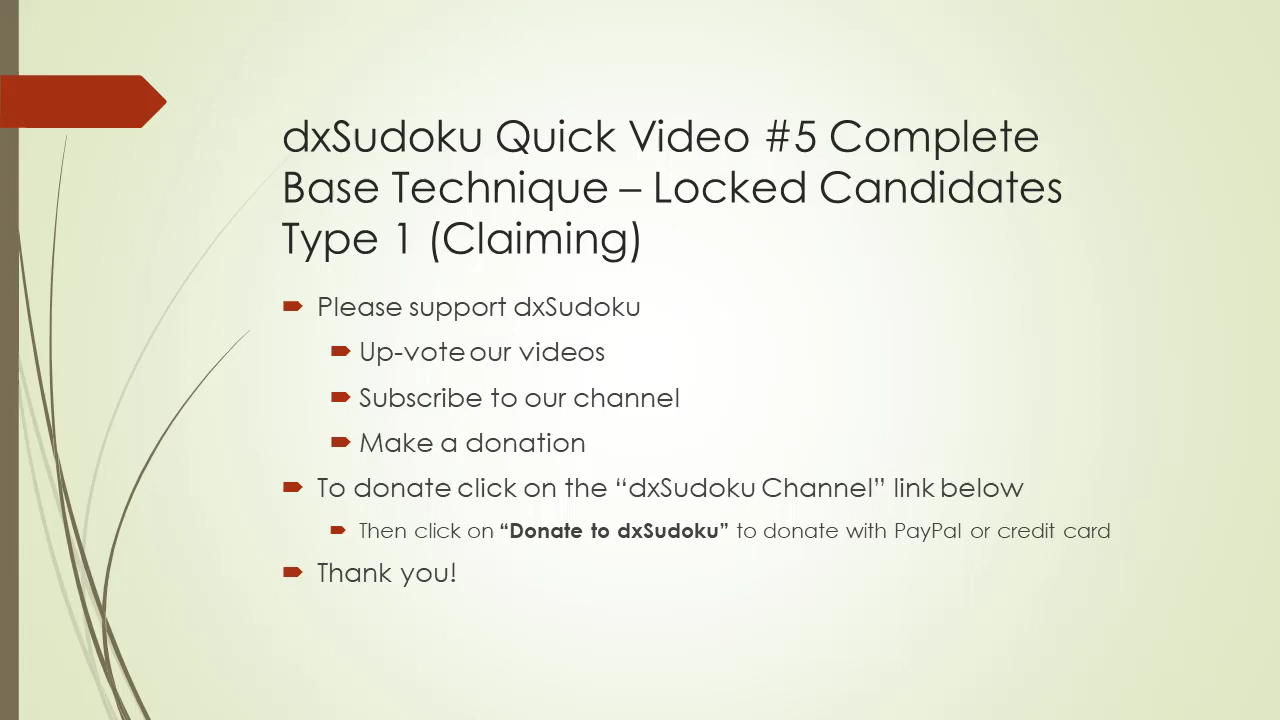 dxSudoku Quick Video #5 Complete
Base Technique – Locked Candidates
Type 1 (Claiming)
Please support dxSudoku
Up-vote our videos
Subscribe to our channel
Make a donation
To donate click on the “dxSudoku Channel” link below
Then click on “Donate to dxSudoku” to donate with PayPal or credit card
Thank you!